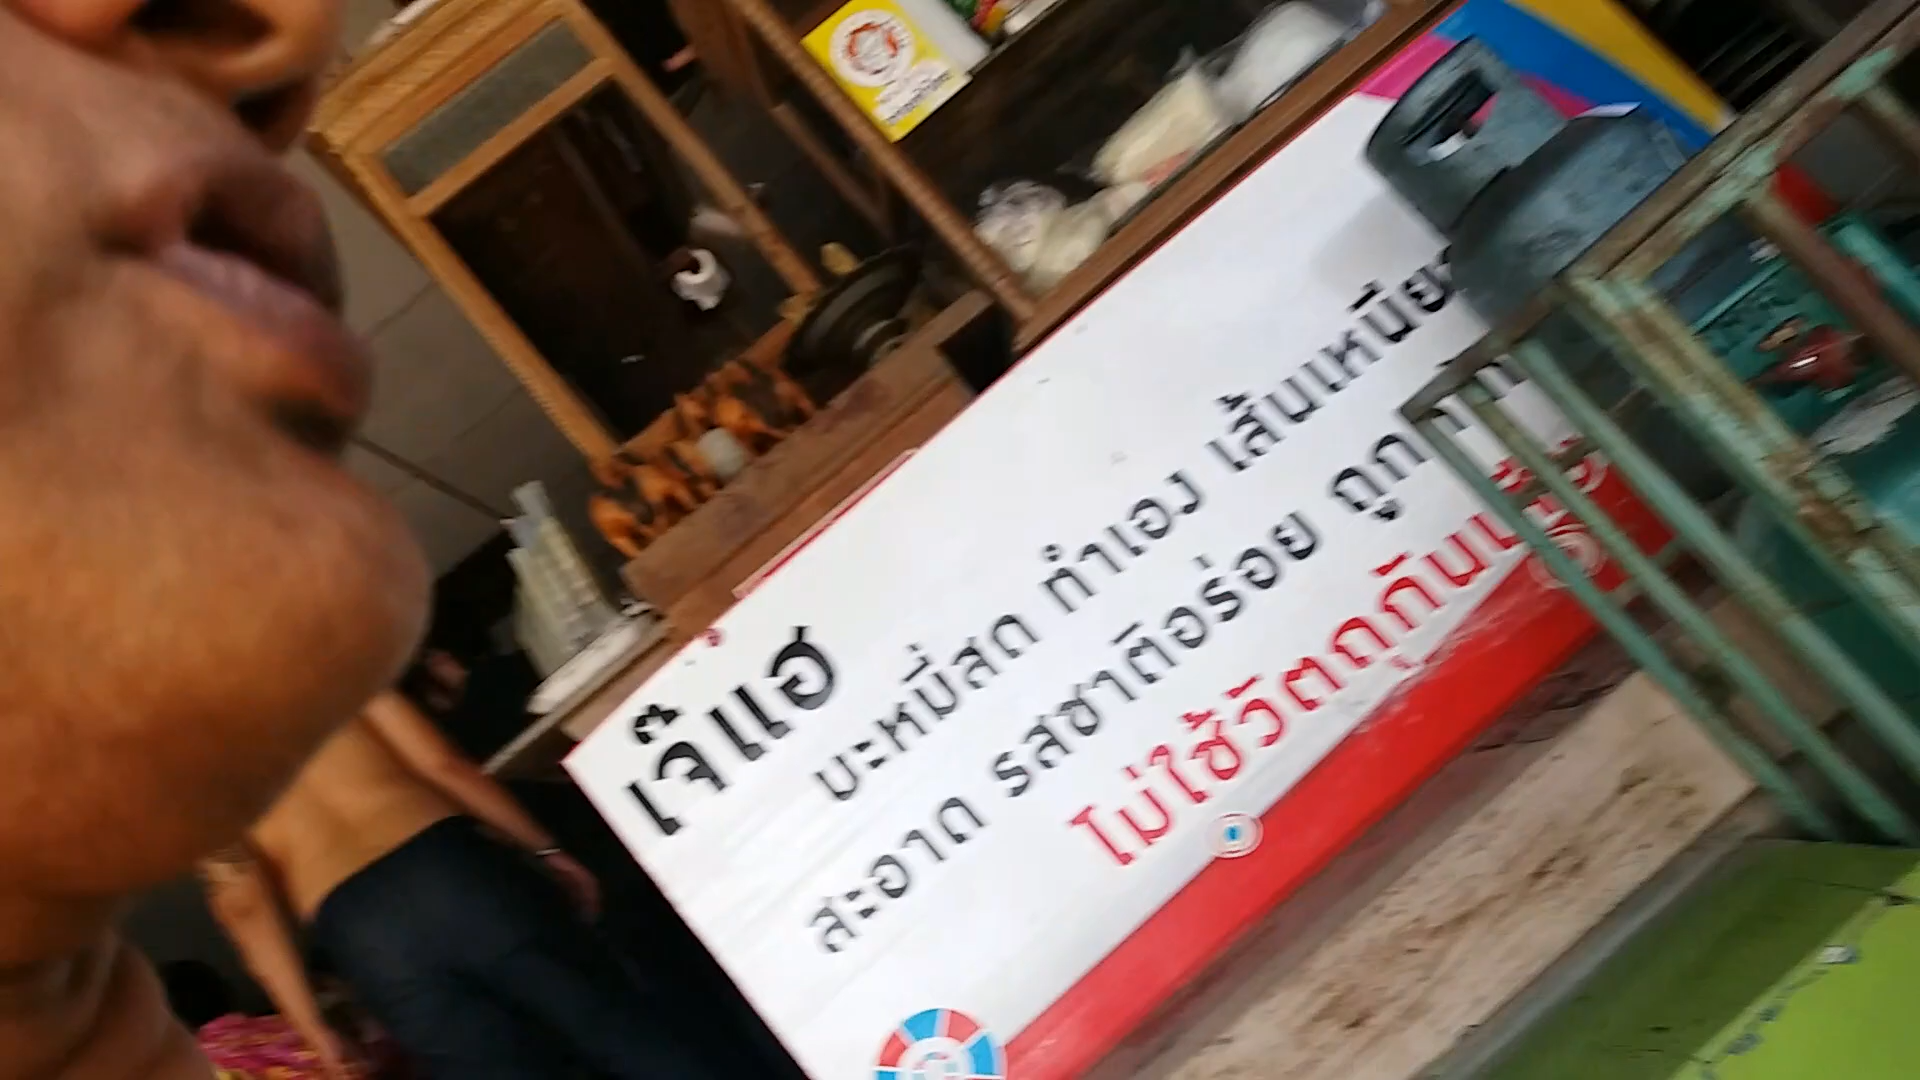 เจ๊แฮ
บะหมี่สด ทำเอง เส้นเหนียว
สะอาด รสชาติอร่อย ถูก
ไม่ใช้วัตถุกันเสีย